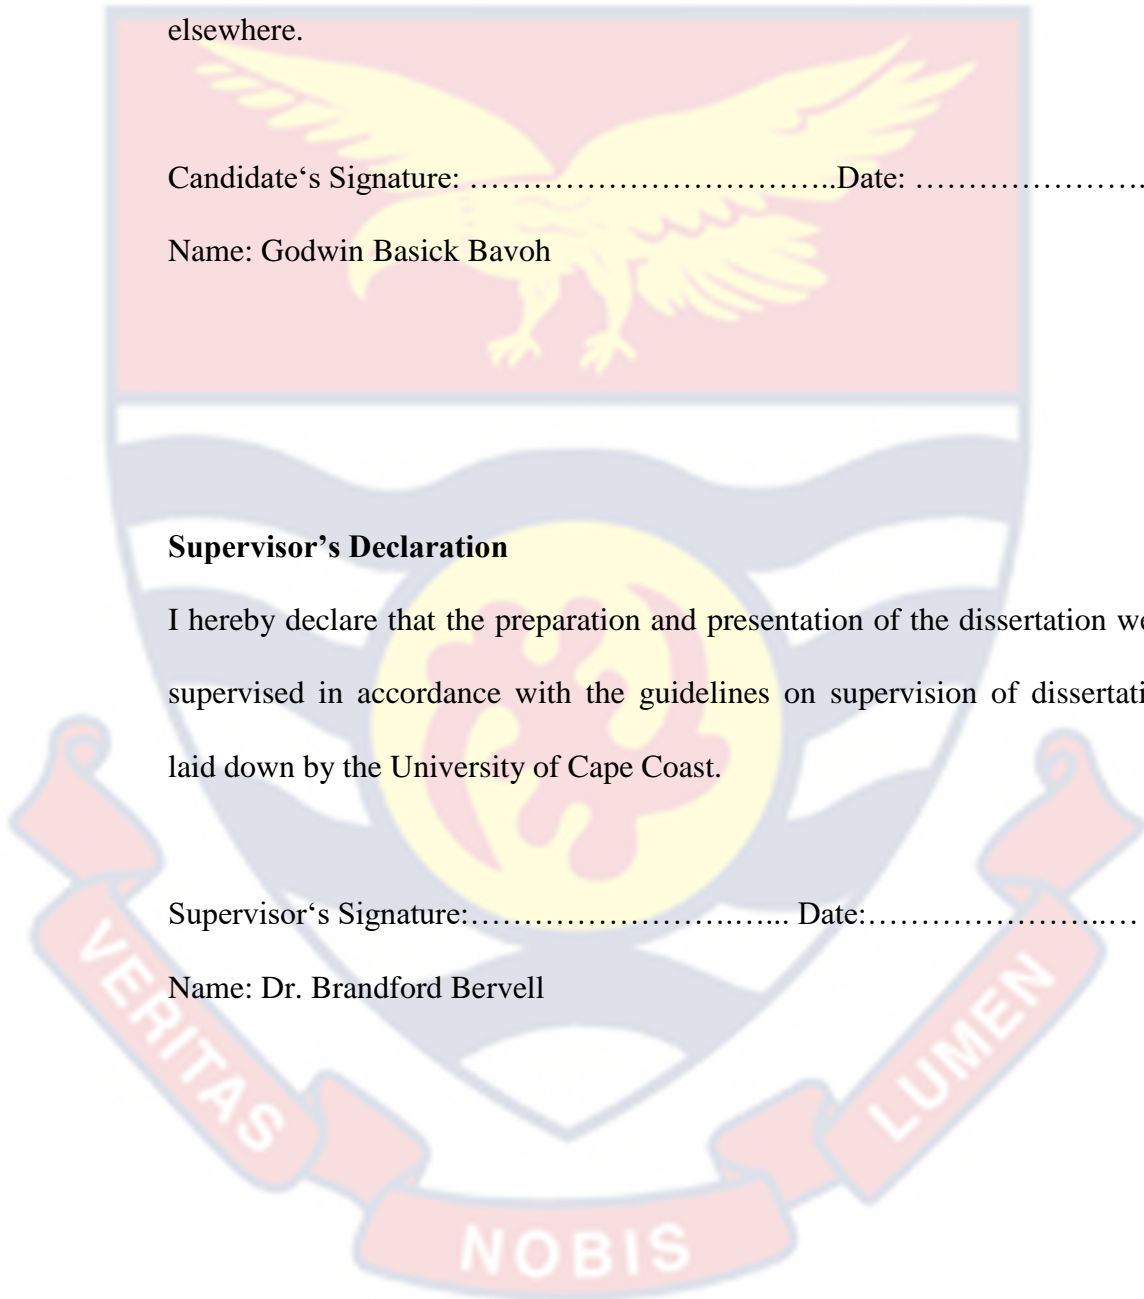 elsewhere.
Candidate‘s Signature: ……………………………..Date: ………………….
Name: Godwin Basick Bavoh
Supervisor’s Declaration
I hereby declare that the preparation and presentation of the dissertation we
supervised in accordance with the guidelines on supervision of dissertati
laid down by the University of Cape Coast.
Supervisor‘s Signature:…………………….…... Date:…………………..…
Name: Dr. Brandford Bervell
VERITAS
NOBIS
LUMEN